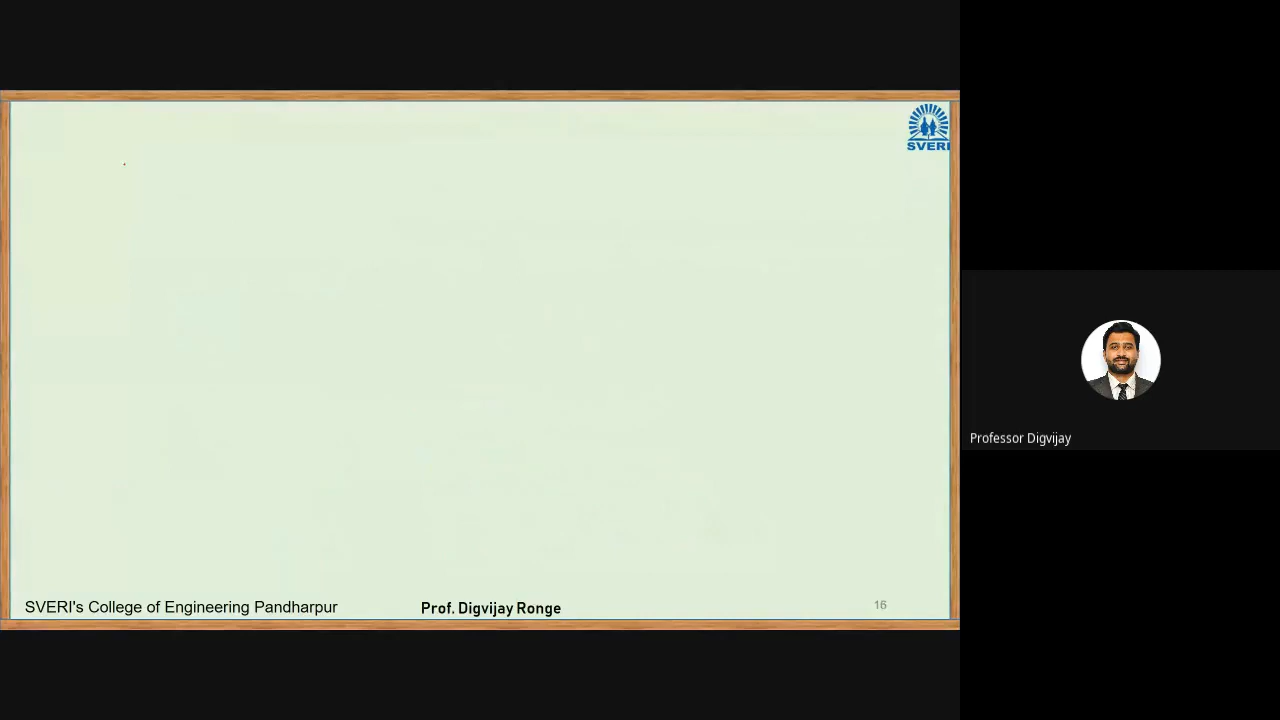 SVERI
SVERI's College of Engineering Pandharpur
Prof. Digvijay Ronge
16
Professor Digvijay